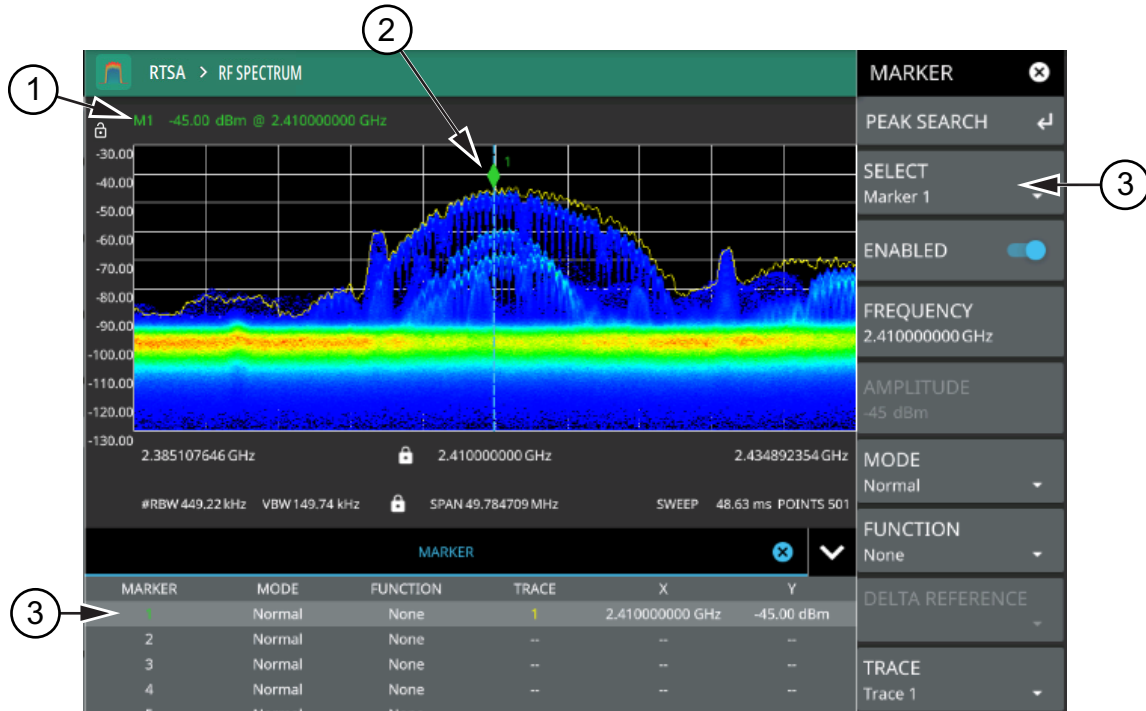 2
1
RTSA > RF SPECTRUM
M1 -45.00 dBm @ 2.410000000 GHz
1
-30.00
-40.00
-50.00
-60.00
-70.00
-80.00
-90.00
-100.00
-110.00
-120.00
-130.00
2.385107646 GHz 2.410000000 GHz 2.434892354 GHz
#RBW 449.22 kHz VBW 149.74 kHz SPAN 49.784709 MHz SWEEP 48.63 ms POINTS 501
MARKER
MARKER MODE FUNCTION TRACE X Y
3
1 Normal None 1 2.410000000 GHz -45.00 dBm
2 Normal None -- -- --
3 Normal None -- -- --
4 Normal None -- -- --
MARKER
PEAK SEARCH
SELECT
Marker 1
3
ENABLED
FREQUENCY
2.410000000 GHz
AMPLITUDE
-45 dBm
MODE
Normal
FUNCTION
None
DELTA REFERENCE
TRACE
Trace 1